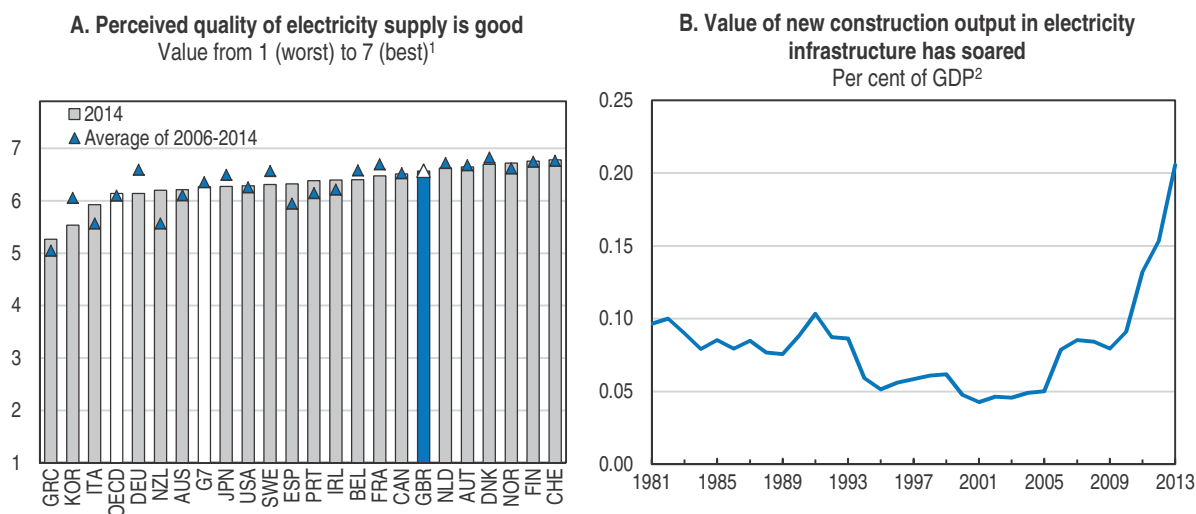 A. Perceived quality of electricity supply is good
Value from 1 (worst) to 7 (best)¹
2014
Average of 2006-2014
7
6
5
4
3
2
1
GRC KOR ITA OECD DEU NZL AUS G7 JPN USA SWE ESP PRT IRL BEL FRA CAN GBR NLD AUT DNK NOR FIN CHE
B. Value of new construction output in electricity
infrastructure has soared
Per cent of GDP²
0.25
0.20
0.15
0.10
0.05
0.00
1981 1985 1989 1993 1997 2001 2005 2009 2013